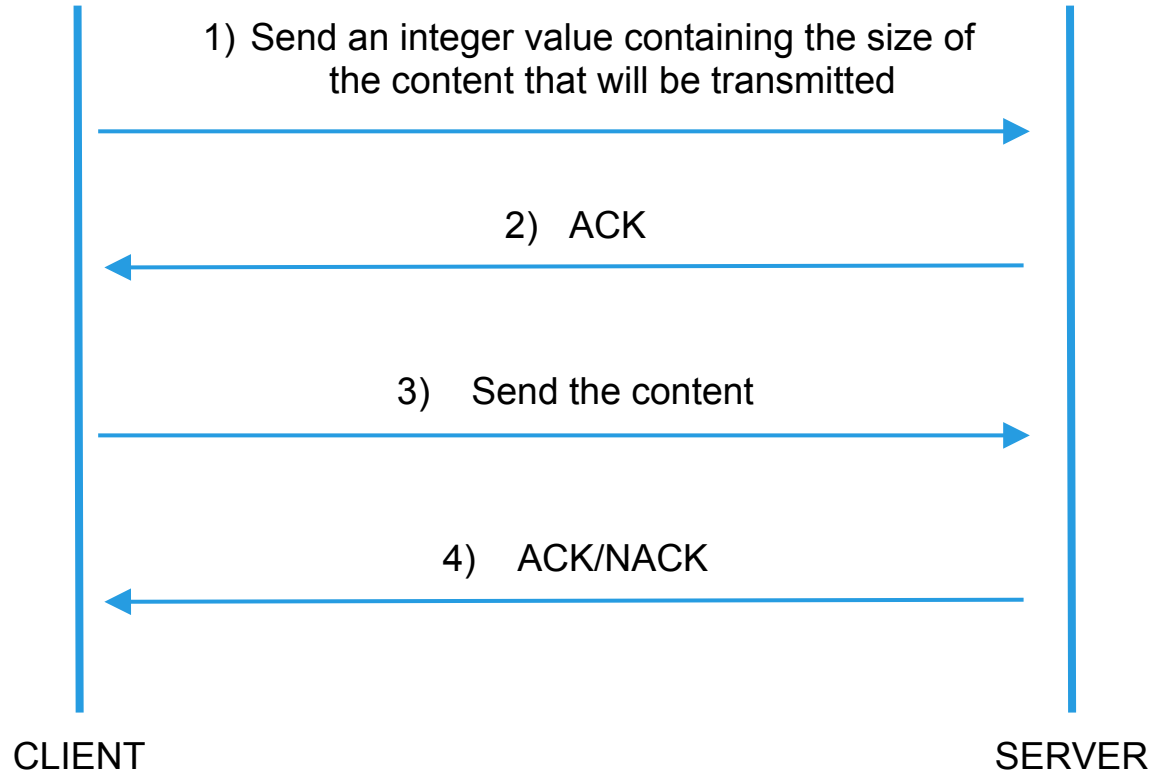 1) Send an integer value containing the size of
the content that will be transmitted
2) ACK
3) Send the content
4) ACK/NACK
CLIENT
SERVER